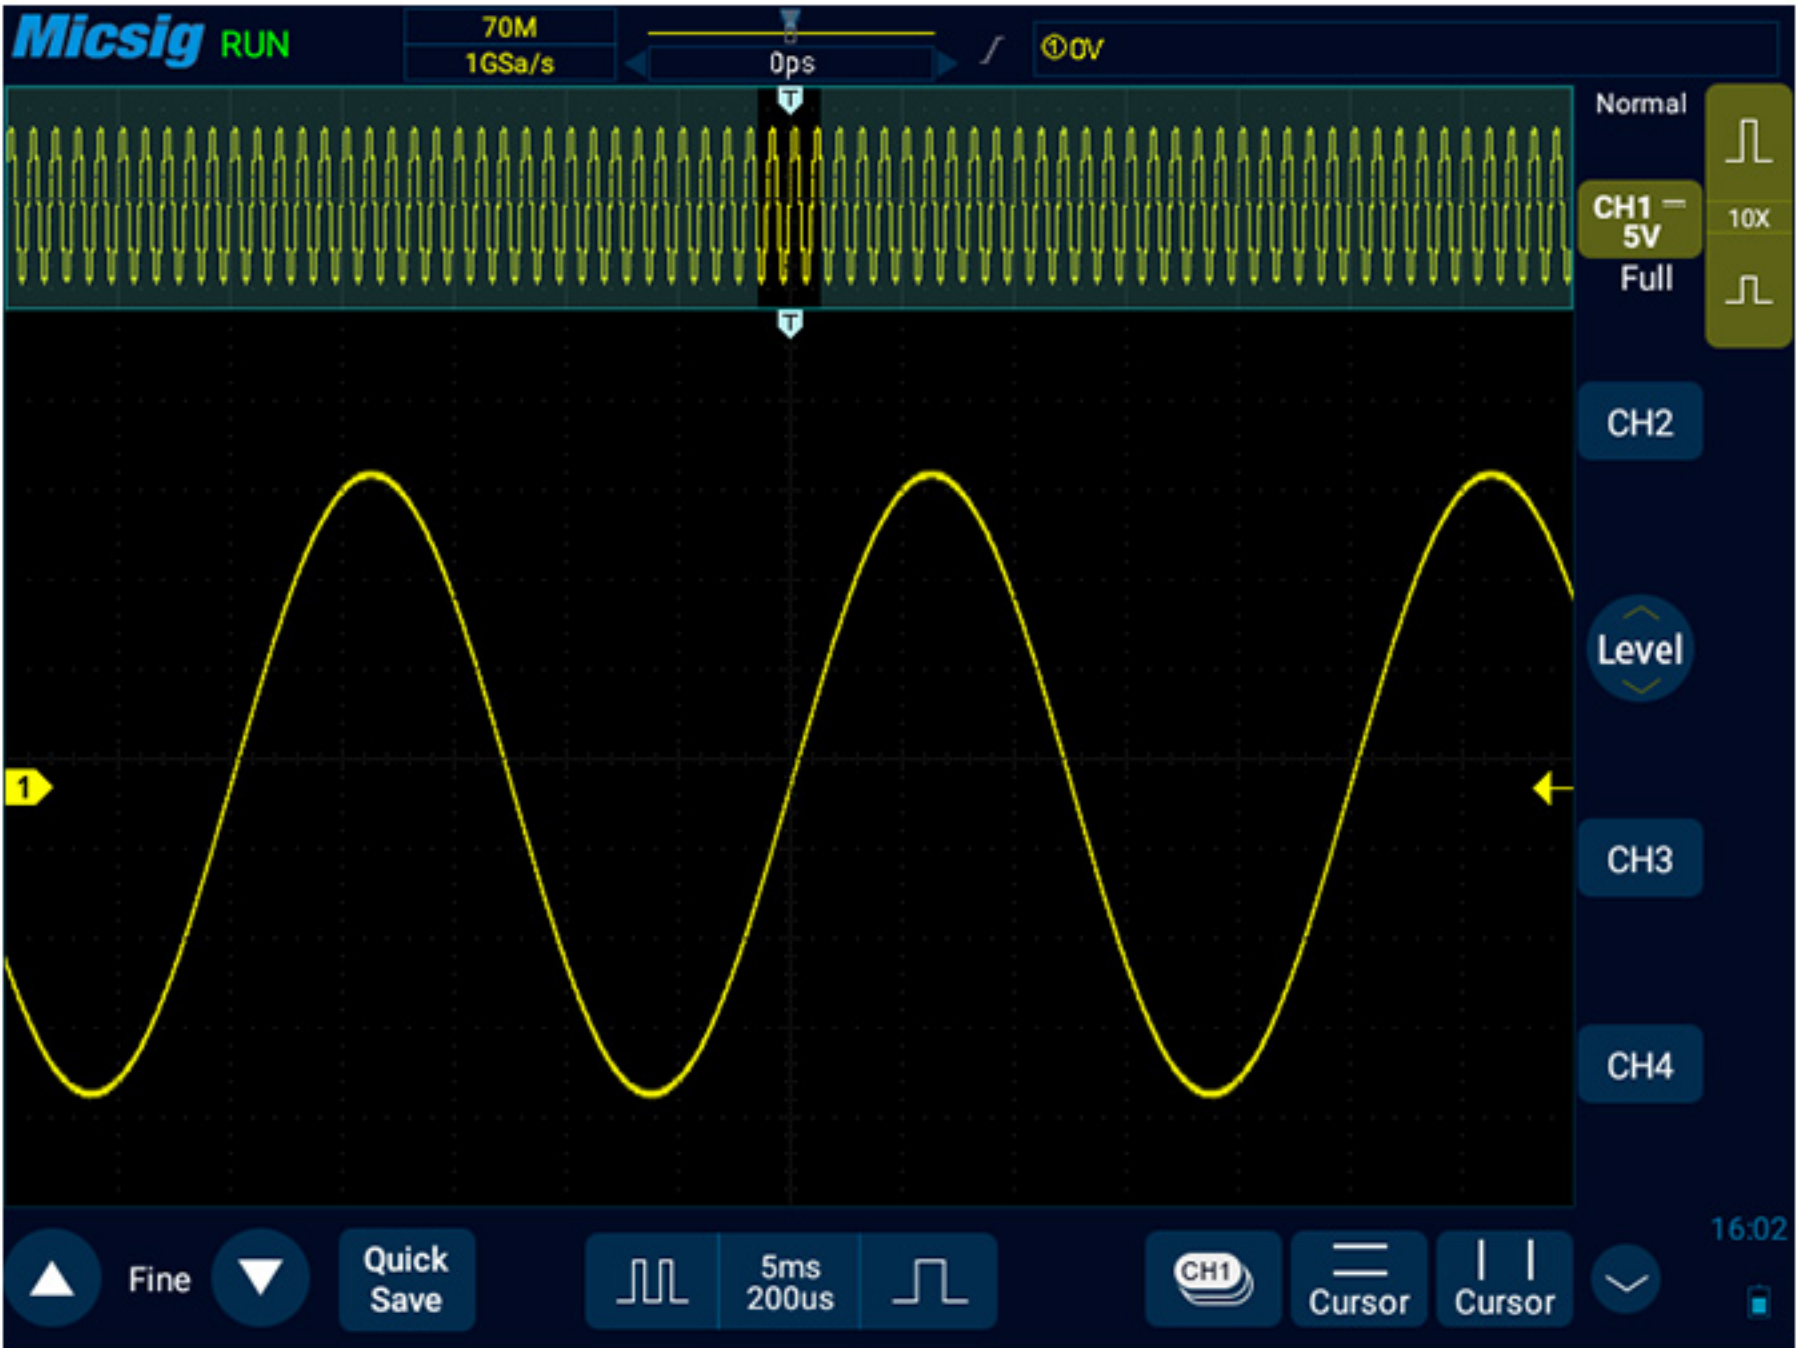 Micsig RUN
70M
1GSa/s
0ps
①0V
T
Normal
CH1
5V
Full
10X
T
CH2
Level
1
CH3
CH4
16:02
Fine
Quick
Save
5ms
200us
CH1
Cursor
Cursor